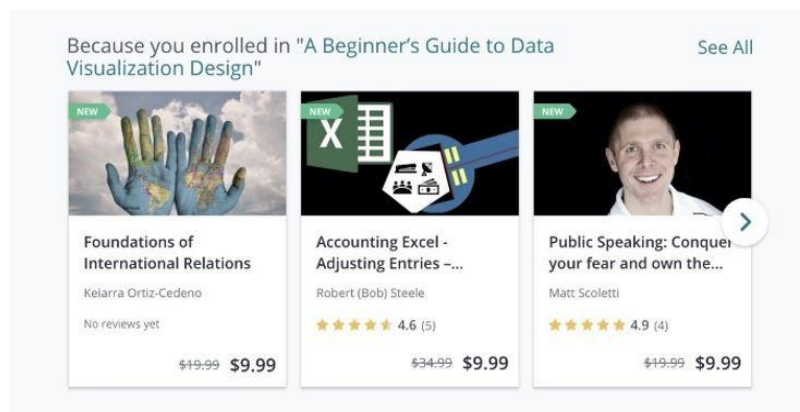 Because you enrolled in "A Beginner's Guide to Data
Visualization Design"
See All
NEW
Foundations of
International Relations
Keiarra Ortiz-Cedeno
No reviews yet
$19.99 $9.99
NEW
X
Accounting Excel -
Adjusting Entries –...
Robert (Bob) Steele
4.6 (5)
$34.99 $9.99
NEW
Public Speaking: Conquer
your fear and own the...
Matt Scoletti
4.9 (4)
$19.99 $9.99